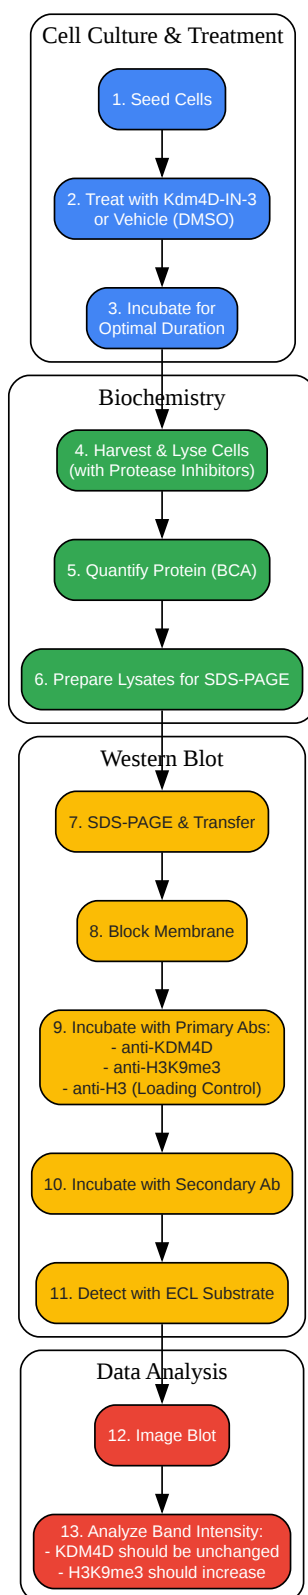 Cell Culture & Treatment
1. Seed Cells
2. Treat with Kdm4D-IN-3
or Vehicle (DMSO)
3. Incubate for
Optimal Duration
Biochemistry
4. Harvest & Lyse Cells
(with Protease Inhibitors)
5. Quantify Protein (BCA)
6. Prepare Lysates for SDS-PAGE
Western Blot
7. SDS-PAGE & Transfer
8. Block Membrane
9. Incubate with Primary Abs:
- anti-KDM4D
- anti-H3K9me3
- anti-H3 (Loading Control)
10. Incubate with Secondary Ab
11. Detect with ECL Substrate
Data Analysis
12. Image Blot
13. Analyze Band Intensity:
- KDM4D should be unchanged
- H3K9me3 should increase